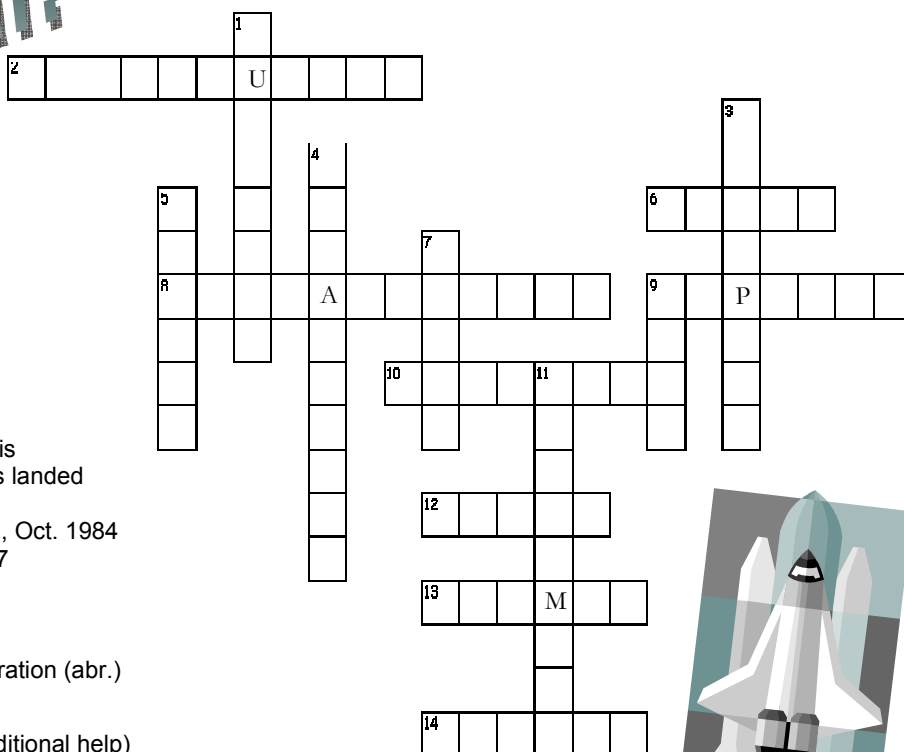 1
2 U
3
4
5 6
7
8 A 9 P
10 11
is
s landed
12
, Oct. 1984
7
13 M
ration (abr.)
14
ditional help)